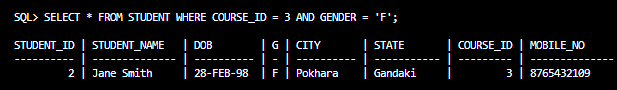 SQL> SELECT * FROM STUDENT WHERE COURSE_ID = 3 AND GENDER = 'F';
STUDENT_ID | STUDENT_NAME    | DOB       | G | CITY       | STATE      | COURSE_ID | MOBILE_NO
---------- | --------------- | --------- | - | ---------- | ---------- | --------- | ---------------
         2 | Jane Smith      | 28-FEB-98 | F | Pokhara    | Gandaki    |         3 | 8765432109